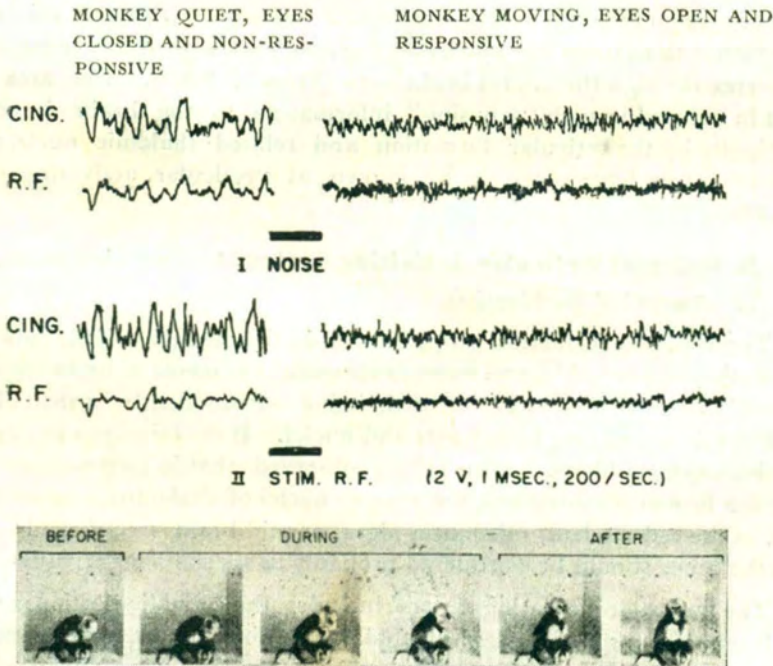 MONKEY QUIET, EYES
CLOSED AND NON-RES-
PONSIVE
MONKEY MOVING, EYES OPEN AND
RESPONSIVE
CING.
R.F.
I NOISE
CING.
R.F.
II STIM. R.F. (2 V, 1 MSEC., 200/SEC.)
BEFORE DURING AFTER